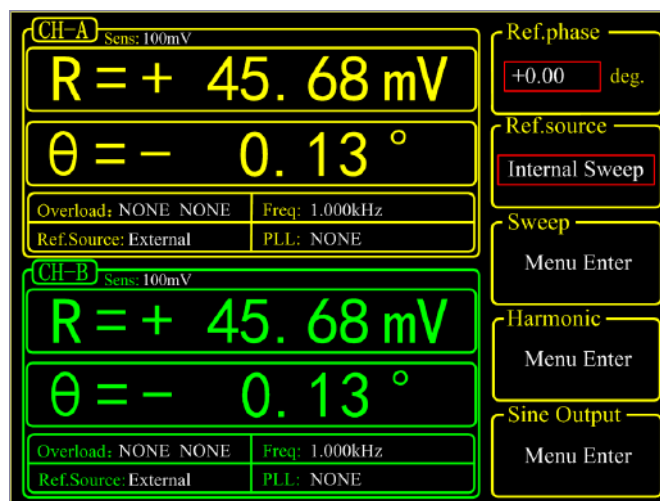 CH-A Sens: 100mV
R = + 45.68 mV
θ = - 0.13 °
Overload: NONE NONE Freq: 1.000kHz
Ref.Source: External PLL: NONE
CH-B Sens: 100mV
R = + 45.68 mV
θ = - 0.13 °
Overload: NONE NONE Freq: 1.000kHz
Ref.Source: External PLL: NONE
Ref.phase
+0.00 deg.
Ref.source
Internal Sweep
Sweep
Menu Enter
Harmonic
Menu Enter
Sine Output
Menu Enter